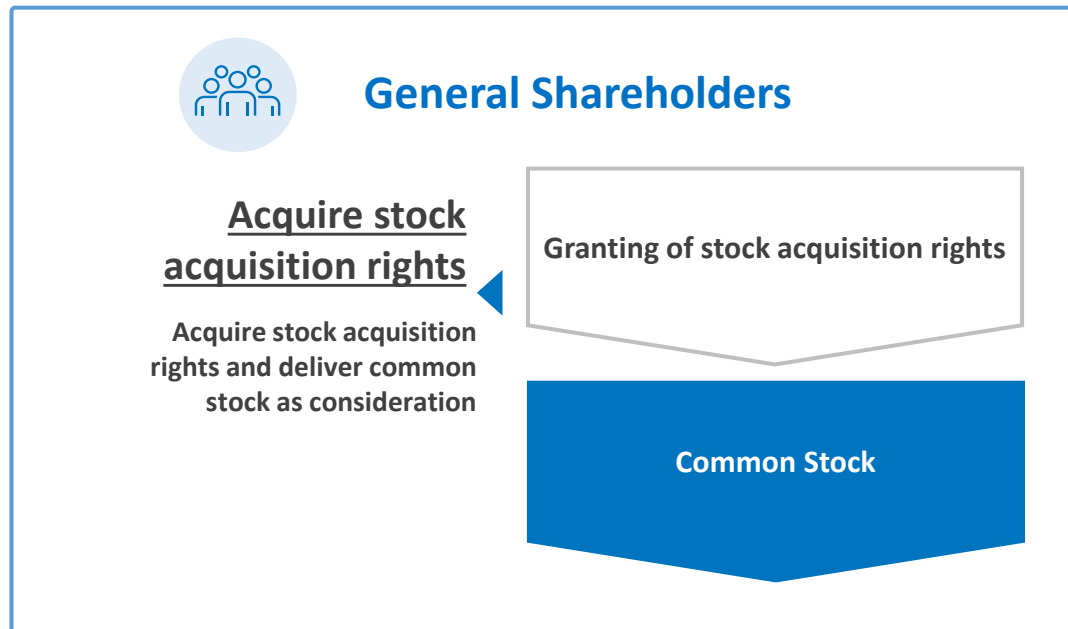 General Shareholders
Acquire stock
acquisition rights
Acquire stock acquisition
rights and deliver common
stock as consideration
Granting of stock acquisition rights
Common Stock